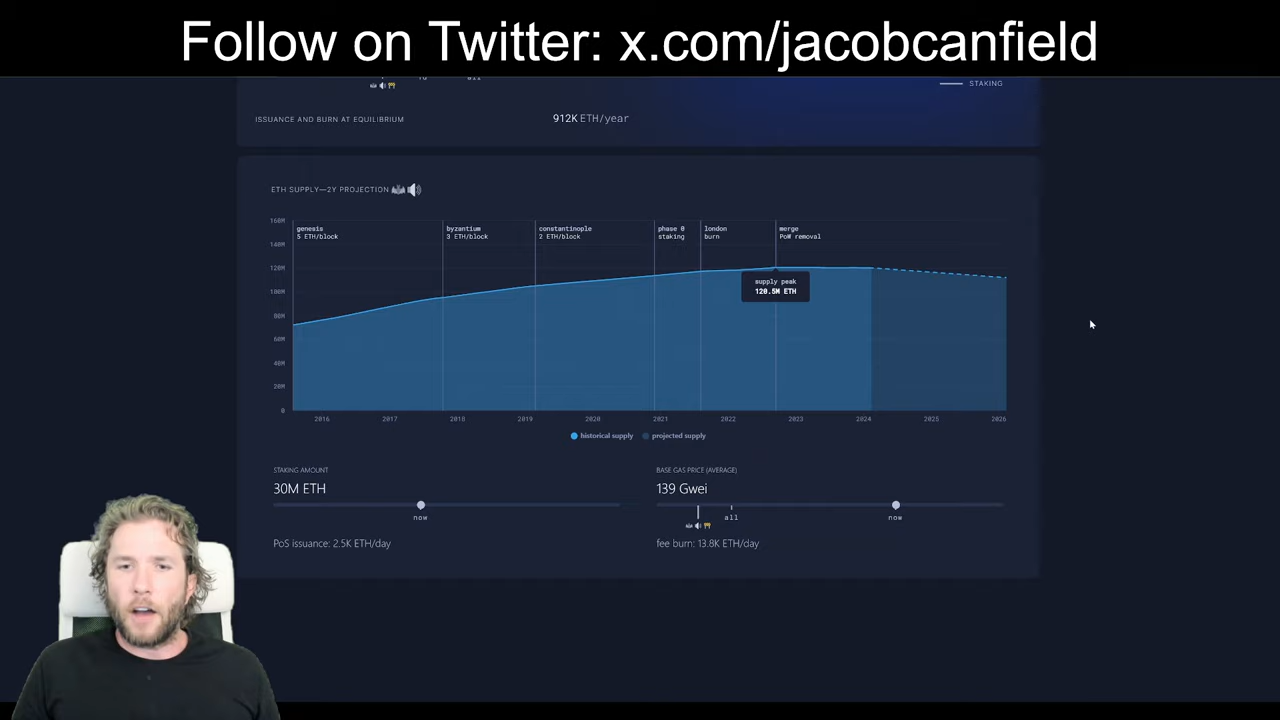 Follow on Twitter: x.com/jacobcanfield
all
STAKING
ISSUANCE AND BURN AT EQUILIBRIUM
912K ETH/year
ETH SUPPLY—2Y PROJECTION
160M
140M
120M
100M
80M
60M
40M
20M
0
genesis
5 ETH/block
byzantium
3 ETH/block
constantinople
2 ETH/block
phase 0
staking
london
burn
merge
PoW removal
supply peak
120.5M ETH
2016 2017 2018 2019 2020 2021 2022 2023 2024 2025 2026
historical supply projected supply
STAKING AMOUNT
30M ETH
now
PoS issuance: 2.5K ETH/day
BASE GAS PRICE (AVERAGE)
139 Gwei
all now
fee burn: 13.8K ETH/day